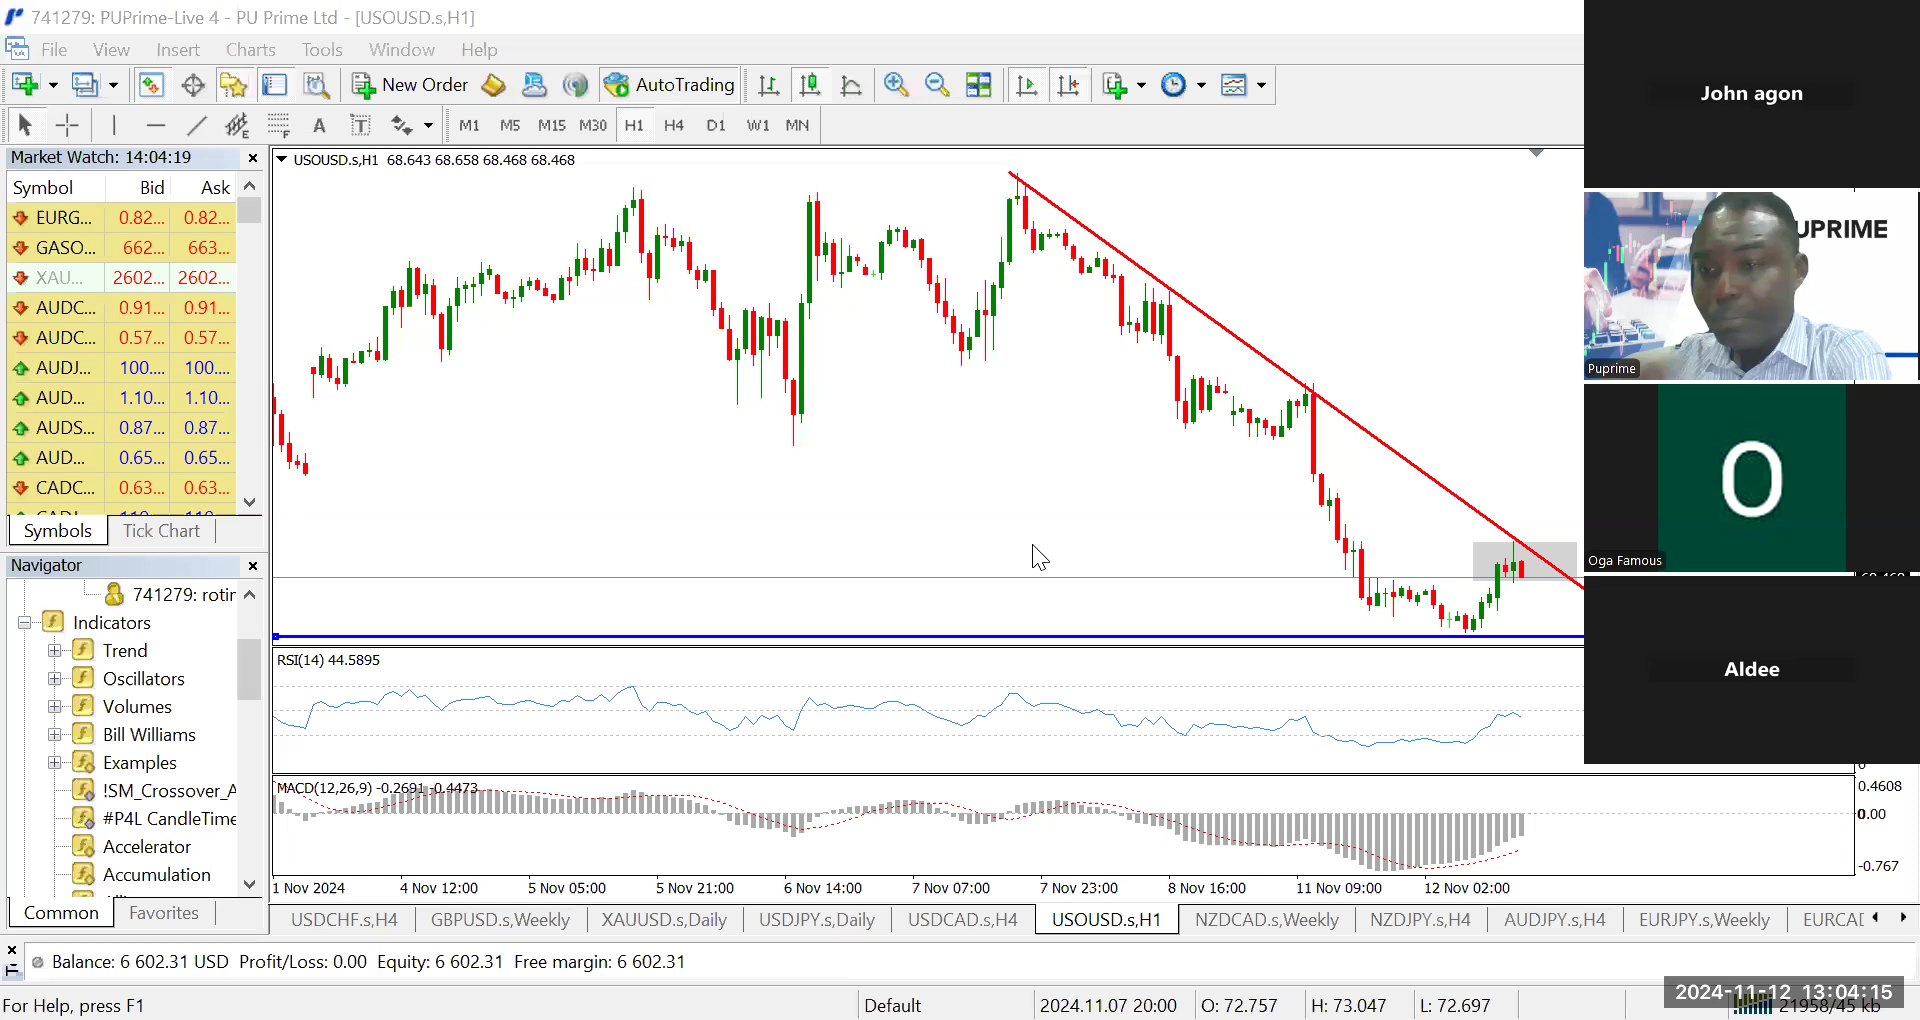 741279: PUPrime-Live 4 - PU Prime Ltd - [USOUSD.s,H1]
File View Insert Charts Tools Window Help
New Order AutoTrading
A T M1 M5 M15 M30 H1 H4 D1 W1 MN
Market Watch: 14:04:19
Symbol Bid Ask
EURG... 0.82... 0.82...
GASO... 662... 663...
XAU... 2602... 2602...
AUDC... 0.91... 0.91...
AUDC... 0.57... 0.57...
AUDJ... 100.... 100....
AUD... 1.10... 1.10...
AUDS... 0.87... 0.87...
AUD... 0.65... 0.65...
CADC... 0.63... 0.63...
Symbols Tick Chart
Navigator
741279: rotir
Indicators
Trend
Oscillators
Volumes
Bill Williams
Examples
!SM_Crossover_A
#P4L CandleTime
Accelerator
Accumulation
Common Favorites
USOUSD.s,H1 68.643 68.658 68.468 68.468
RSI(14) 44.5895
MACD(12,26,9) -0.2691 -0.4473
0.4608
0.00
-0.767
1 Nov 2024 4 Nov 12:00 5 Nov 05:00 5 Nov 21:00 6 Nov 14:00 7 Nov 07:00 7 Nov 23:00 8 Nov 16:00 11 Nov 09:00 12 Nov 02:00
USDCHF.s,H4 GBPUSD.s,Weekly XAUUSD.s,Daily USDJPY.s,Daily USDCAD.s,H4 USOUSD.s,H1 NZDCAD.s,Weekly NZDJPY.s,H4 AUDJPY.s,H4 EURJPY.s,Weekly EURCAD
Balance: 6 602.31 USD Profit/Loss: 0.00 Equity: 6 602.31 Free margin: 6 602.31
For Help, press F1 Default 2024.11.07 20:00 O: 72.757 H: 73.047 L: 72.697
21958/45 kb
2024-11-12 13:04:15
John agon
UPRIME
Puprime
O
Oga Famous
Aldee